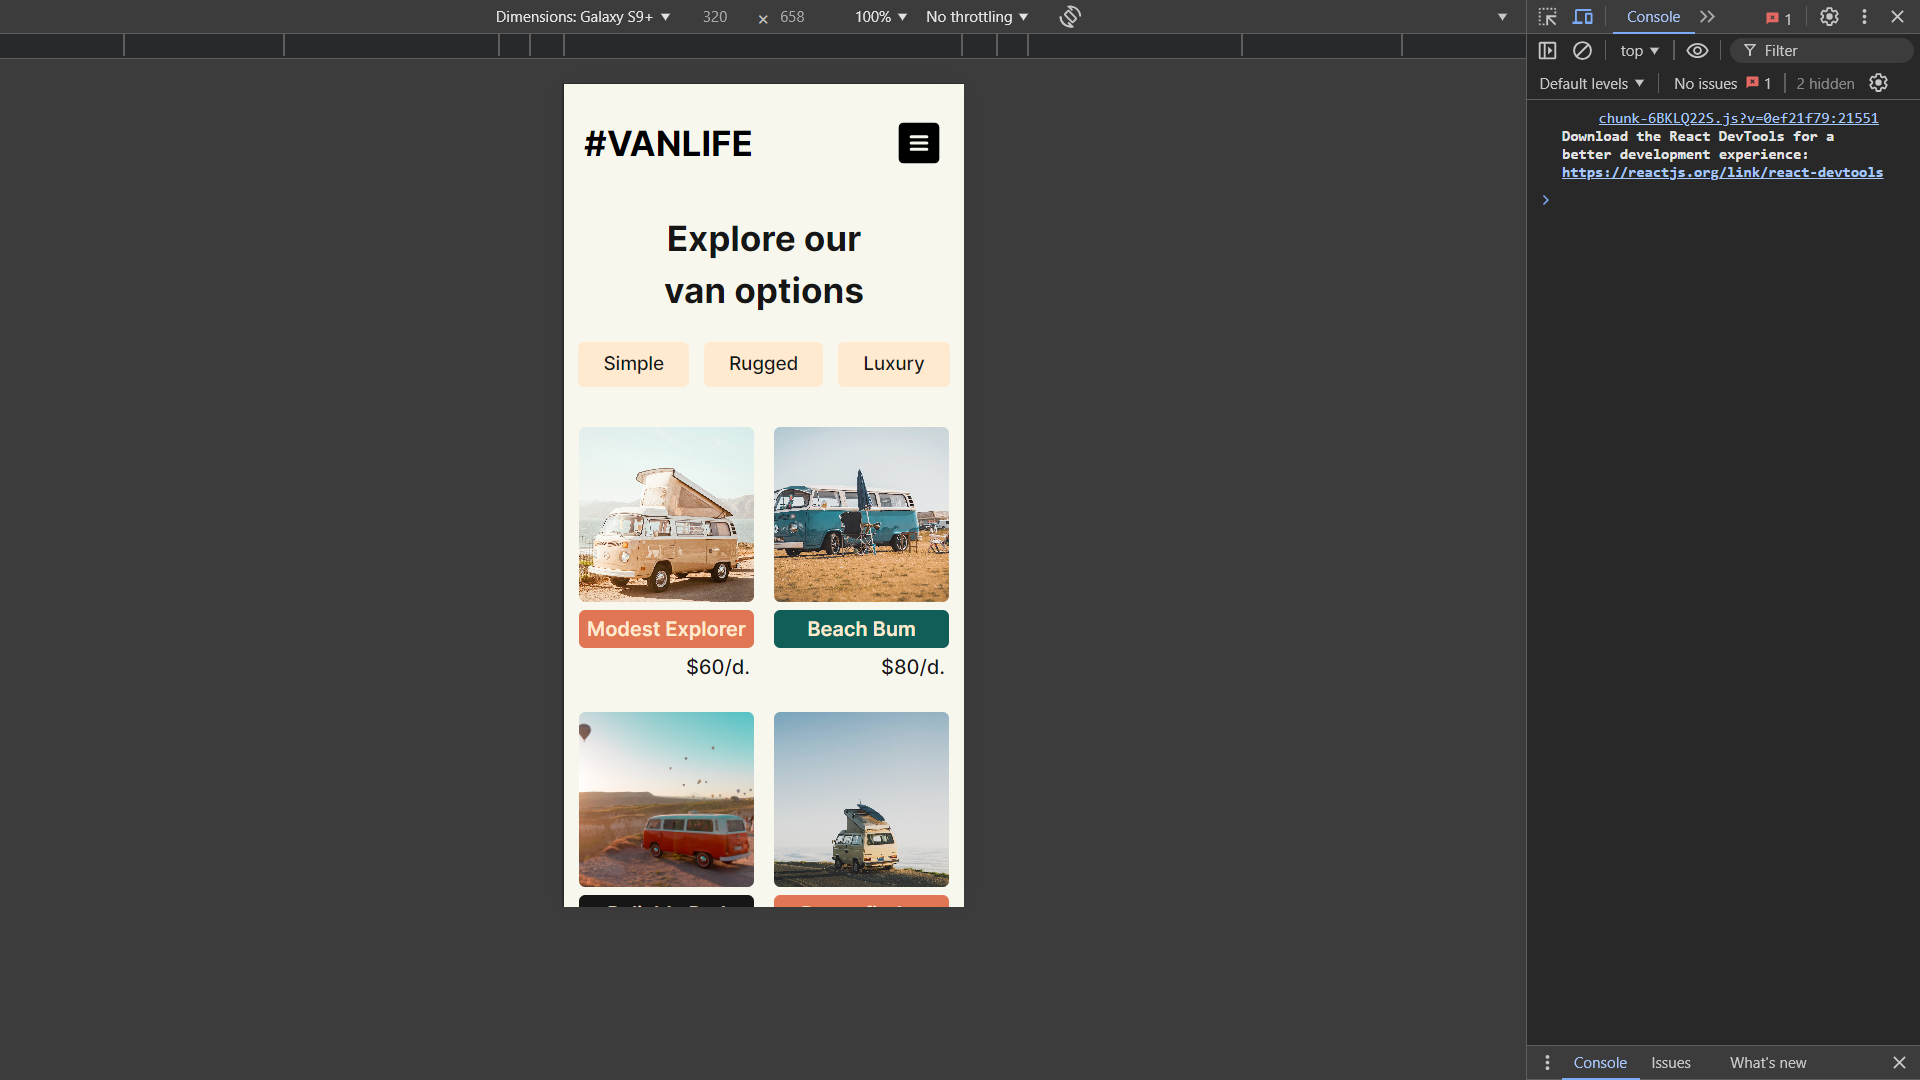 Dimensions: Galaxy S9+ 320 × 658 100% No throttling
Console 1
top Filter
Default levels No issues 1 2 hidden
chunk-6BKLQ22S.js?v=0ef21f79:21551
Download the React DevTools for a
better development experience:
https://reactjs.org/link/react-devtools
#VANLIFE
Explore our
van options
Simple Rugged Luxury
Modest Explorer Beach Bum
$60/d. $80/d.
Console Issues What's new